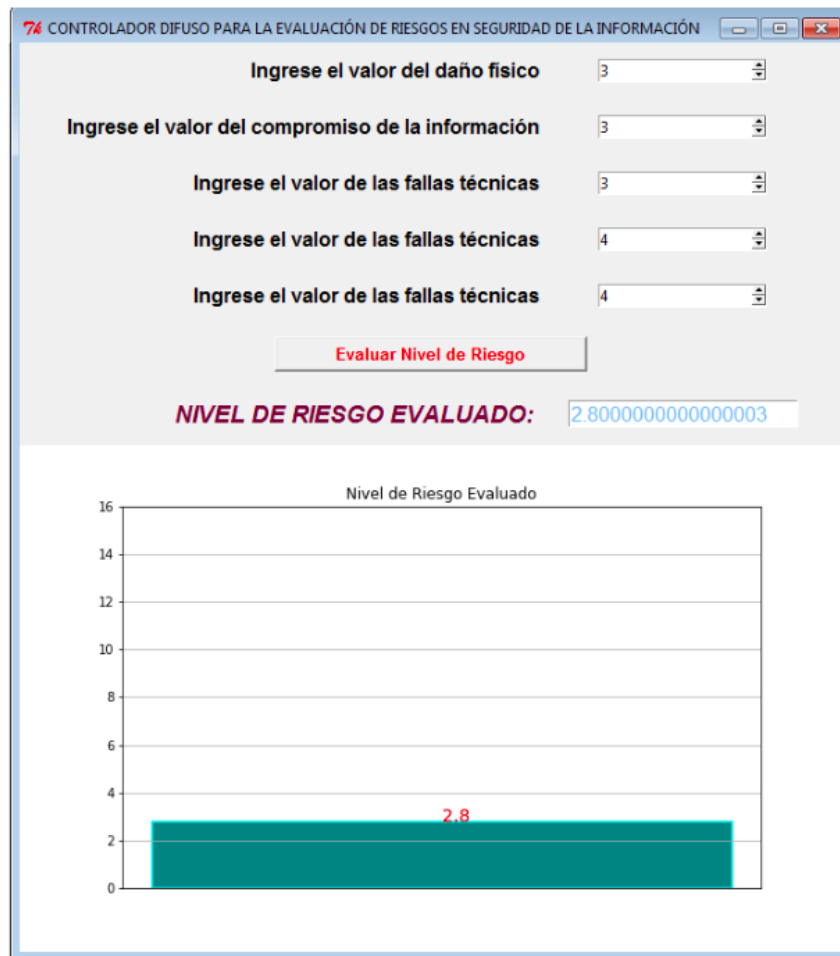 CONTROLADOR DIFUSO PARA LA EVALUACIÓN DE RIESGOS EN SEGURIDAD DE LA INFORMACIÓN
Ingrese el valor del daño físico 3
Ingrese el valor del compromiso de la información 3
Ingrese el valor de las fallas técnicas 3
Ingrese el valor de las fallas técnicas 4
Ingrese el valor de las fallas técnicas 4
Evaluar Nivel de Riesgo
NIVEL DE RIESGO EVALUADO: 2.8000000000000003
Nivel de Riesgo Evaluado
16
14
12
10
8
6
4
2.8
2
0